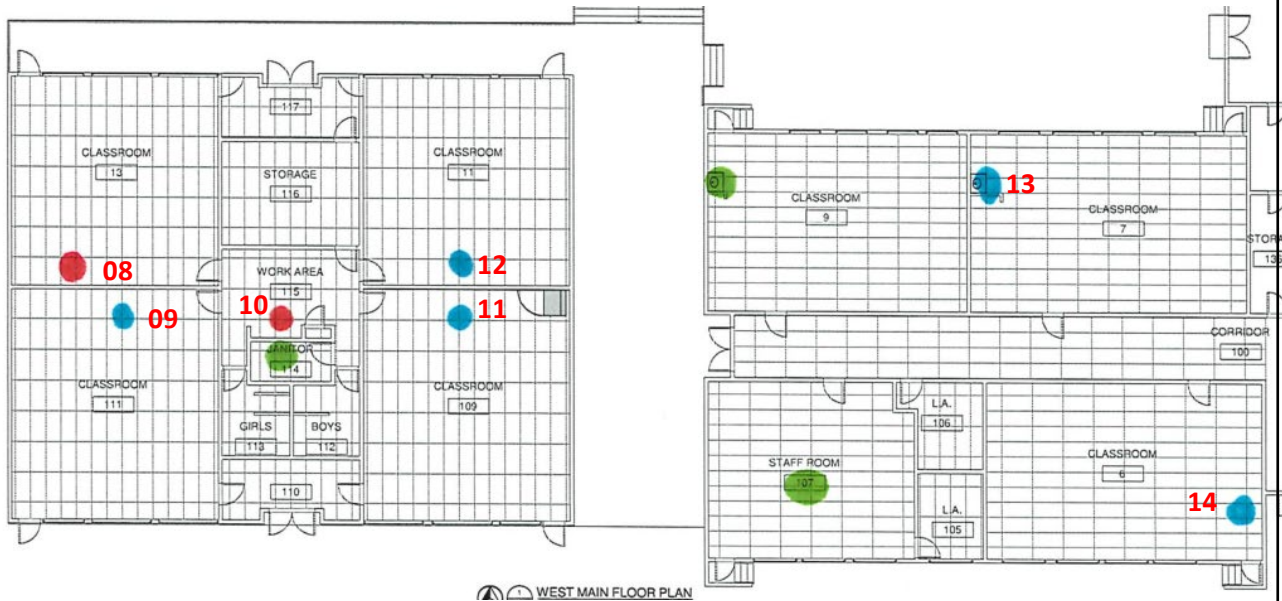 117
CLASSROOM
13
STORAGE
116
CLASSROOM
11
CLASSROOM
9
13
CLASSROOM
7
08
WORK AREA
115
12
09
10
11
JANITOR
114
CORRIDOR
100
CLASSROOM
111
CLASSROOM
109
GIRLS
113
BOYS
112
110
L.A.
106
STAFF ROOM
107
CLASSROOM
6
L.A.
105
14
1
WEST MAIN FLOOR PLAN